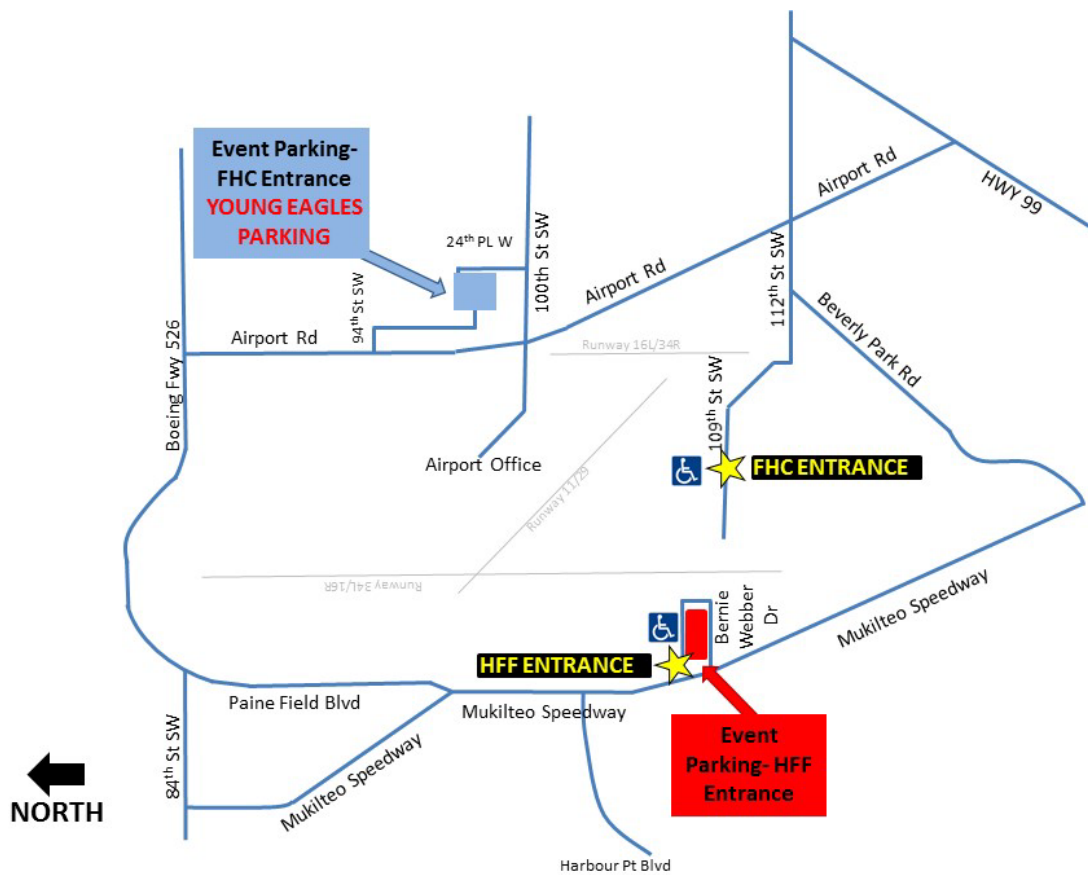 Event Parking-
FHC Entrance
YOUNG EAGLES
PARKING
24th PL W
94th St SW
100th St SW
Airport Rd
HWY 99
Airport Rd
112th St SW
Boeing Fwy 526
Airport Rd
Runway 16L/34R
Beverly Park Rd
109th St SW
Airport Office
FHC ENTRANCE
Runway 11/29
Runway 34L/16R
Bernie
Webber
Dr
Mukilteo Speedway
HFF ENTRANCE
Paine Field Blvd
Mukilteo Speedway
84th St SW
Mukilteo Speedway
Event
Parking- HFF
Entrance
NORTH
Harbour Pt Blvd